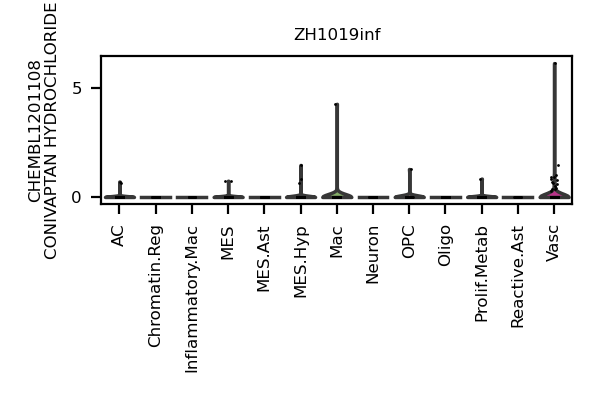 ZH1019inf
CHEMBL1201108
CONIVAPTAN HYDROCHLORIDE
5
0
AC
Chromatin.Reg
Inflammatory.Mac
MES
MES.Ast
MES.Hyp
Mac
Neuron
OPC
Oligo
Prolif.Metab
Reactive.Ast
Vasc